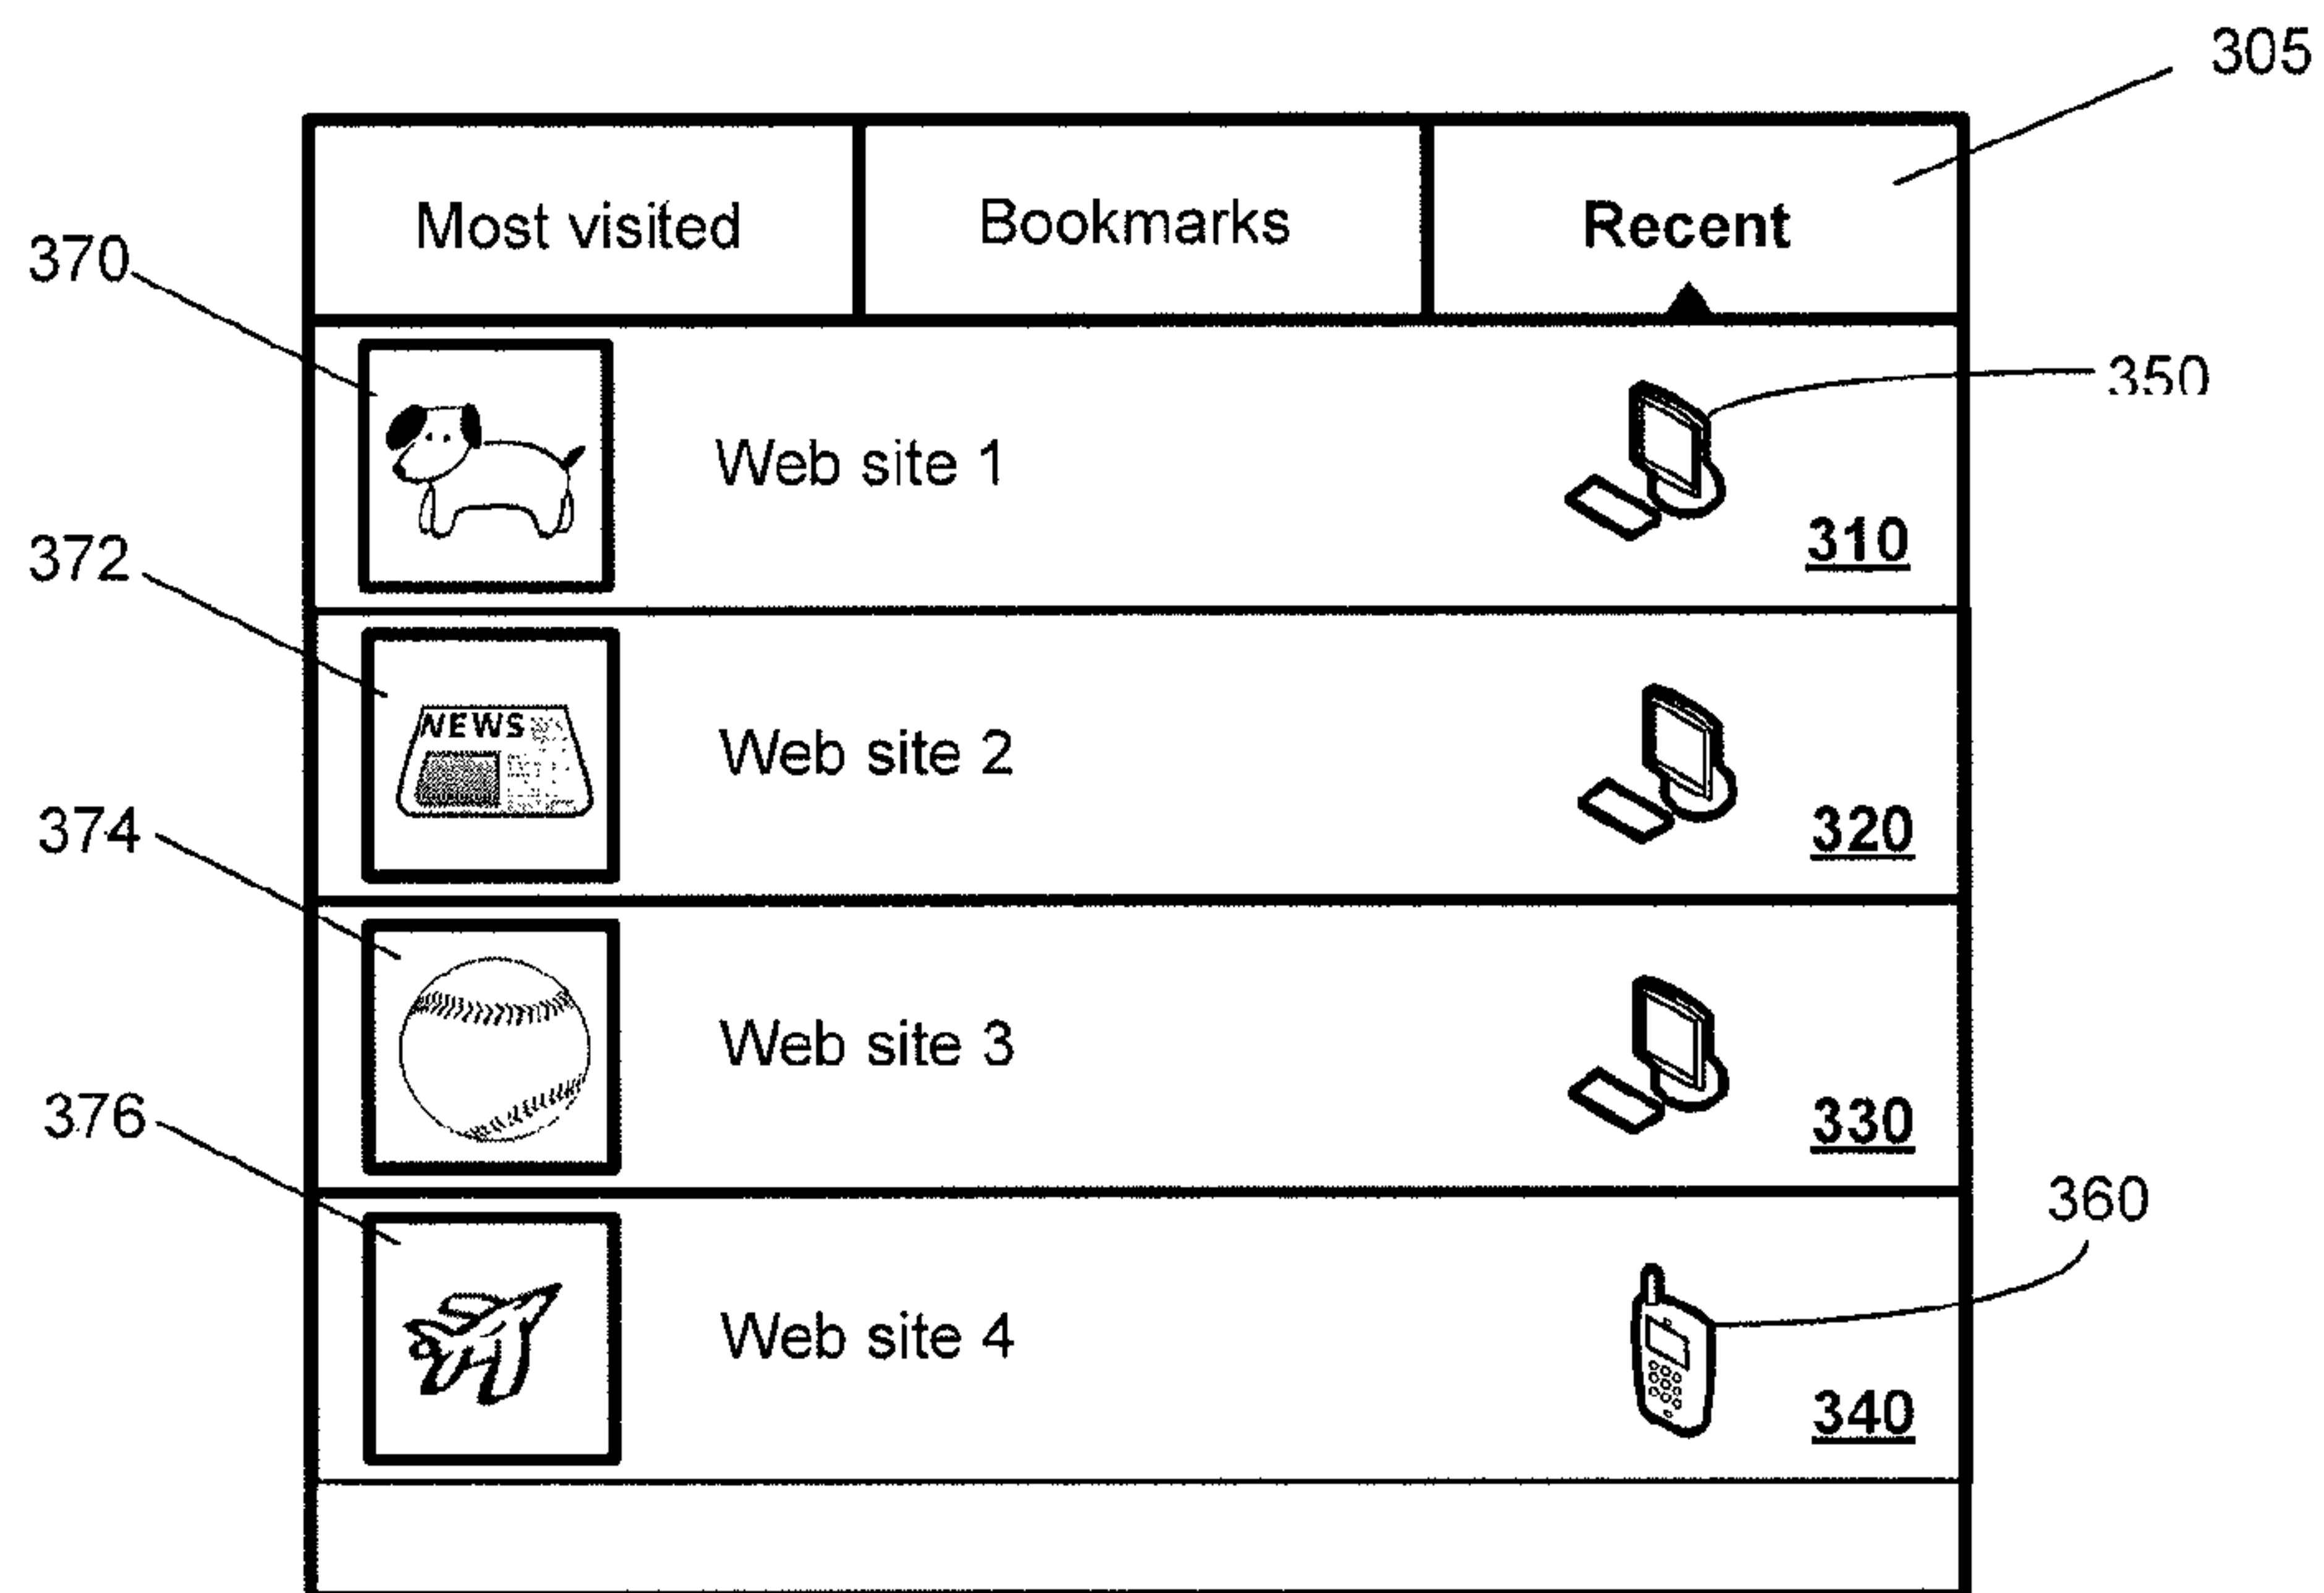 305
Most visited Bookmarks Recent
370
350
Web site 1
310
372
NEWS
Web site 2
320
374
Web site 3
330
376
360
Web site 4
340